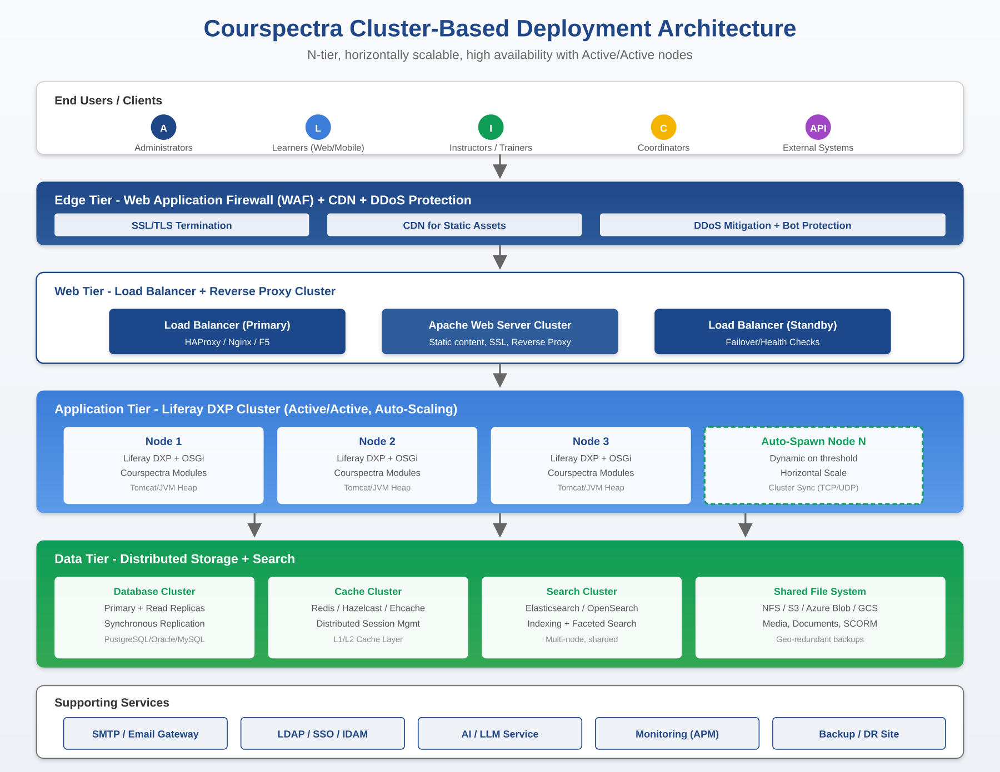 Courspectra Cluster-Based Deployment Architecture
N-tier, horizontally scalable, high availability with Active/Active nodes
End Users / Clients
A
L
I
C
API
Administrators
Learners (Web/Mobile)
Instructors / Trainers
Coordinators
External Systems
Edge Tier - Web Application Firewall (WAF) + CDN + DDoS Protection
SSL/TLS Termination
CDN for Static Assets
DDoS Mitigation + Bot Protection
Web Tier - Load Balancer + Reverse Proxy Cluster
Load Balancer (Primary)
HAProxy / Nginx / F5
Apache Web Server Cluster
Static content, SSL, Reverse Proxy
Load Balancer (Standby)
Failover/Health Checks
Application Tier - Liferay DXP Cluster (Active/Active, Auto-Scaling)
Node 1
Liferay DXP + OSGi
Courspectra Modules
Tomcat/JVM Heap
Node 2
Liferay DXP + OSGi
Courspectra Modules
Tomcat/JVM Heap
Node 3
Liferay DXP + OSGi
Courspectra Modules
Tomcat/JVM Heap
Auto-Spawn Node N
Dynamic on threshold
Horizontal Scale
Cluster Sync (TCP/UDP)
Data Tier - Distributed Storage + Search
Database Cluster
Primary + Read Replicas
Synchronous Replication
PostgreSQL/Oracle/MySQL
Cache Cluster
Redis / Hazelcast / Ehcache
Distributed Session Mgmt
L1/L2 Cache Layer
Search Cluster
Elasticsearch / OpenSearch
Indexing + Faceted Search
Multi-node, sharded
Shared File System
NFS / S3 / Azure Blob / GCS
Media, Documents, SCORM
Geo-redundant backups
Supporting Services
SMTP / Email Gateway
LDAP / SSO / IDAM
AI / LLM Service
Monitoring (APM)
Backup / DR Site